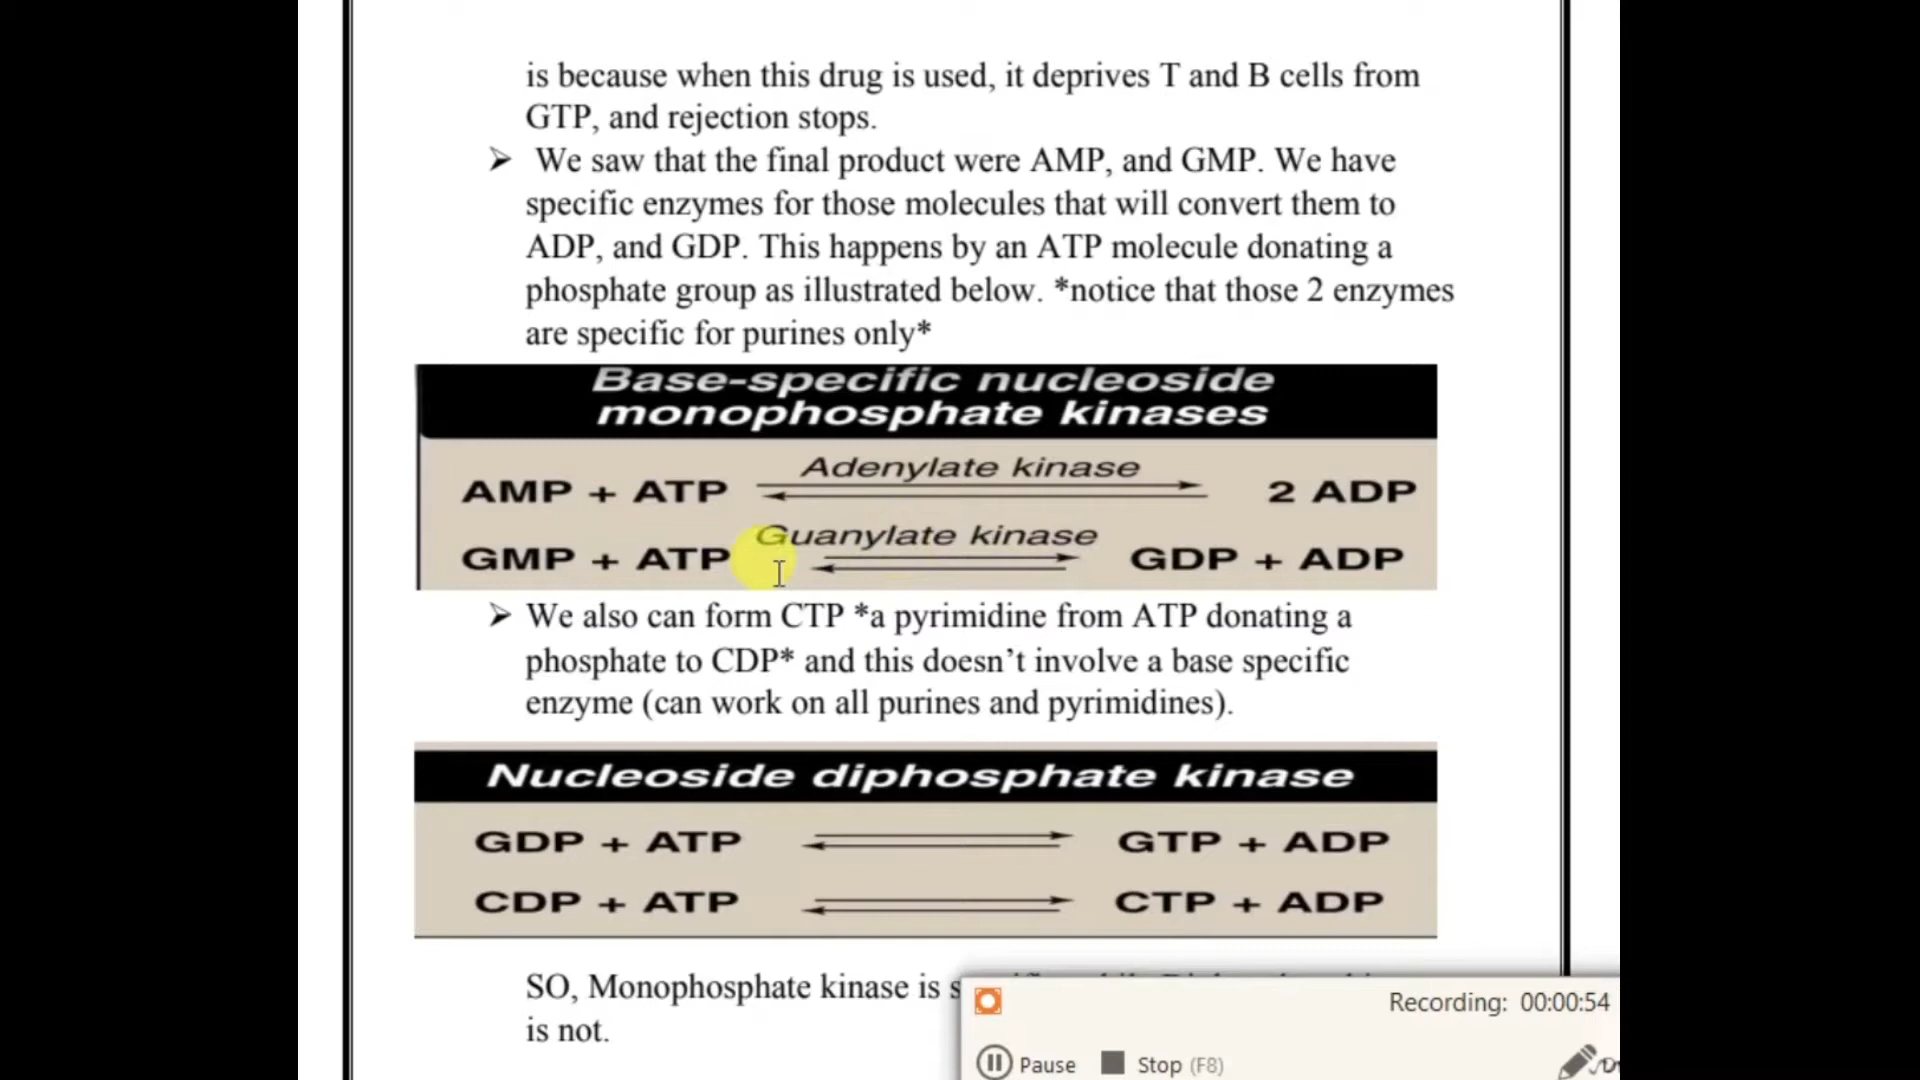 is because when this drug is used, it deprives T and B cells from
GTP, and rejection stops.
➢ We saw that the final product were AMP, and GMP. We have
specific enzymes for those molecules that will convert them to
ADP, and GDP. This happens by an ATP molecule donating a
phosphate group as illustrated below. *notice that those 2 enzymes
are specific for purines only*
Base-specific nucleoside
monophosphate kinases
Adenylate kinase
AMP + ATP 2 ADP
Guanylate kinase
GMP + ATP GDP + ADP
➢ We also can form CTP *a pyrimidine from ATP donating a
phosphate to CDP* and this doesn’t involve a base specific
enzyme (can work on all purines and pyrimidines).
Nucleoside diphosphate kinase
GDP + ATP GTP + ADP
CDP + ATP CTP + ADP
SO, Monophosphate kinase is
is not.
Recording: 00:00:54
Pause Stop (F8)